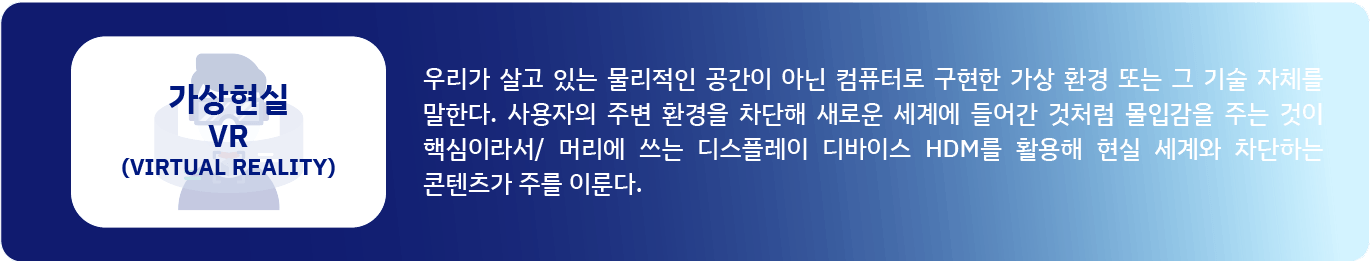 가상현실
VR
(VIRTUAL REALITY)
우리가 살고 있는 물리적인 공간이 아닌 컴퓨터로 구현한 가상 환경 또는 그 기술 자체를
말한다. 사용자의 주변 환경을 차단해 새로운 세계에 들어간 것처럼 몰입감을 주는 것이
핵심이라서/ 머리에 쓰는 디스플레이 디바이스 HDM를 활용해 현실 세계와 차단하는
콘텐츠가 주를 이룬다.